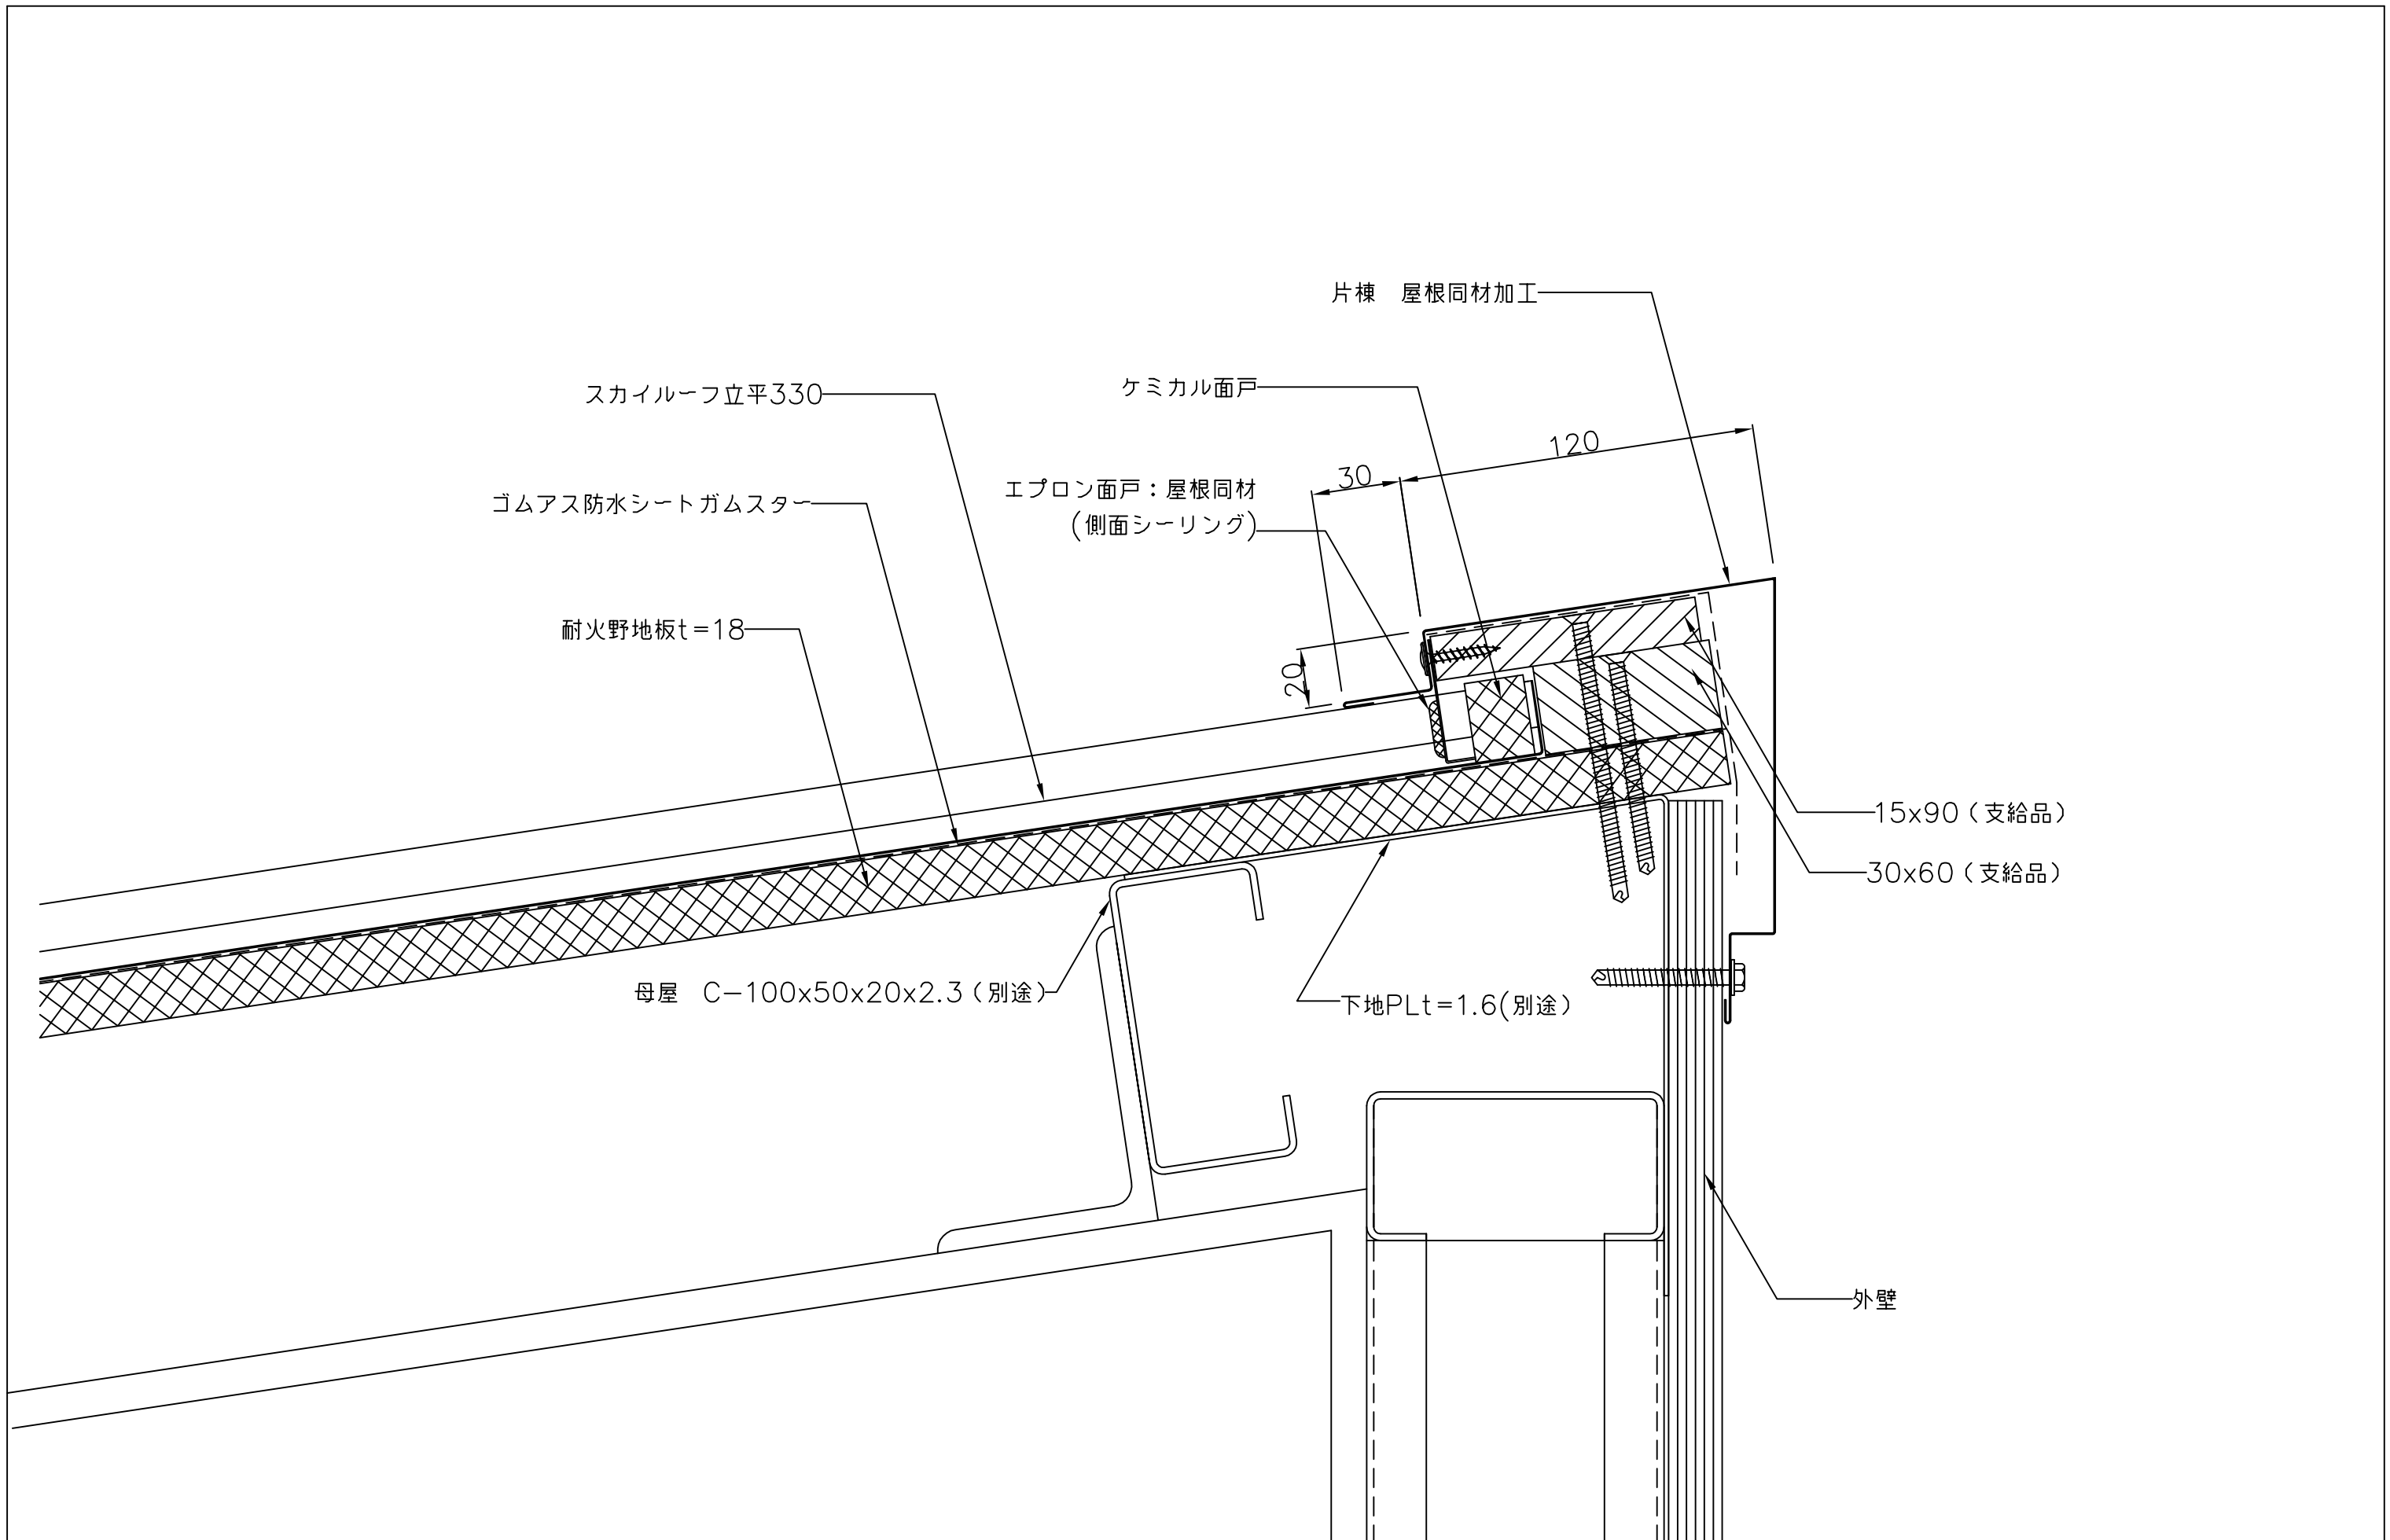 片棟　屋根同材加工
スカイルーフ立平330
ケミカル面戸
120
30
エプロン面戸：屋根同材
(側面シーリング)
ゴムアス防水シートガムスター
耐火野地板t=18
20
15x90（支給品）
30x60（支給品）
母屋　C-100x50x20x2.3（別途）
下地PLt=1.6(別途）
外壁